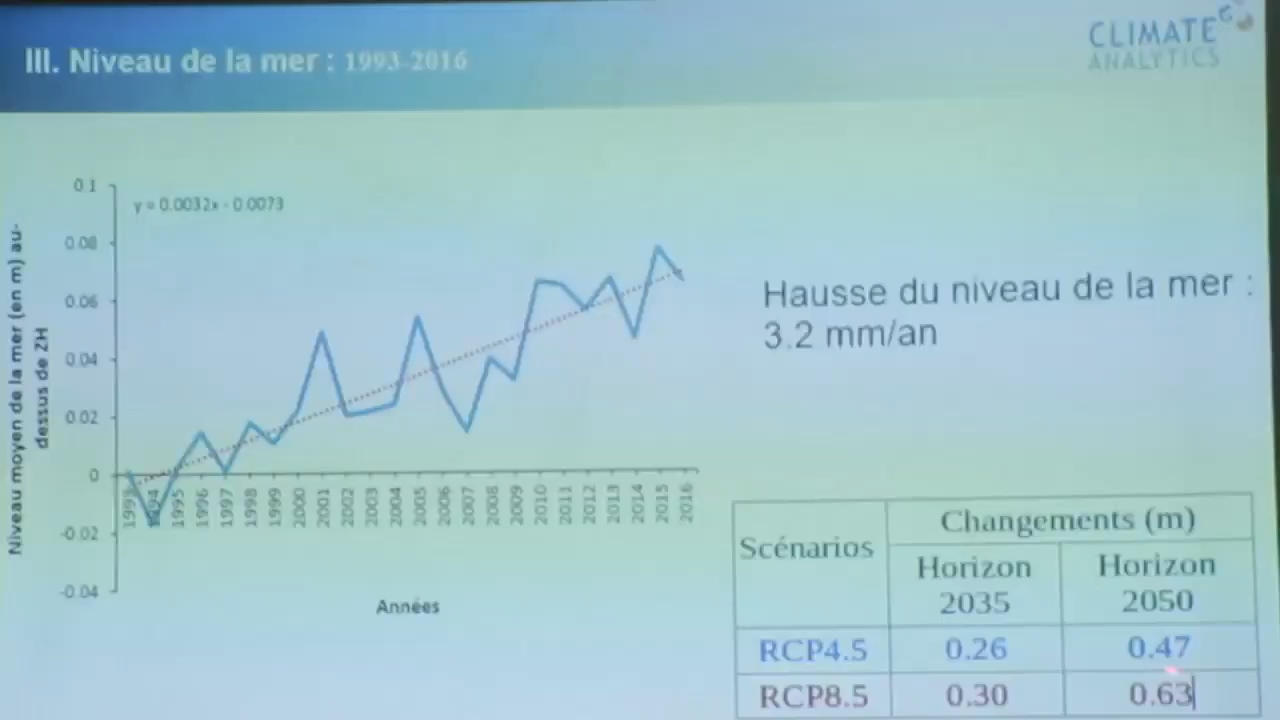 III. Niveau de la mer : 1993-2016
CLIMATE
ANALYTICS
y = 0.0032x - 0.0073
0.1
0.08
0.06
0.04
0.02
0
-0.02
-0.04
Niveau moyen de la mer (en m) au-
dessus de ZH
1993 1994 1995 1996 1997 1998 1999 2000 2001 2002 2003 2004 2005 2006 2007 2008 2009 2010 2011 2012 2013 2014 2015 2016
Années
Hausse du niveau de la mer :
3.2 mm/an
Scénarios
Changements (m)
Horizon
2035
Horizon
2050
RCP4.5 0.26 0.47
RCP8.5 0.30 0.63